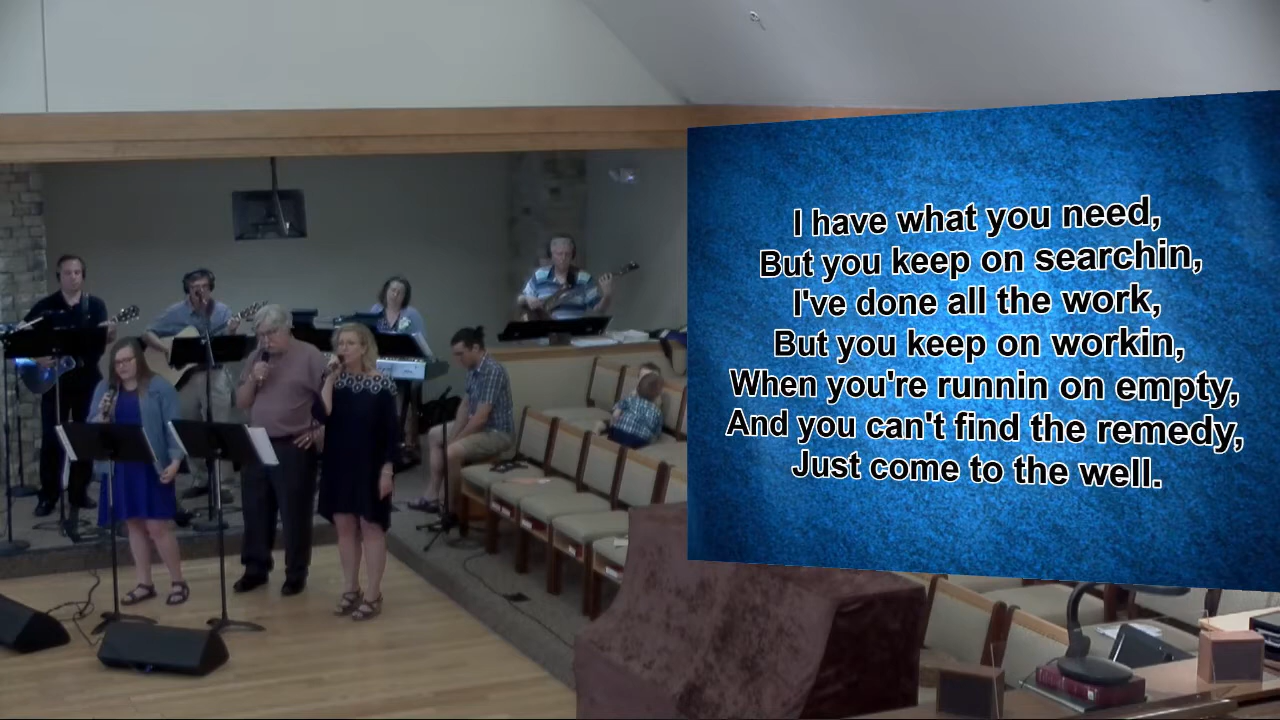 I have what you need,
But you keep on searchin,
I've done all the work,
But you keep on workin,
When you're runnin on empty,
And you can't find the remedy,
Just come to the well.